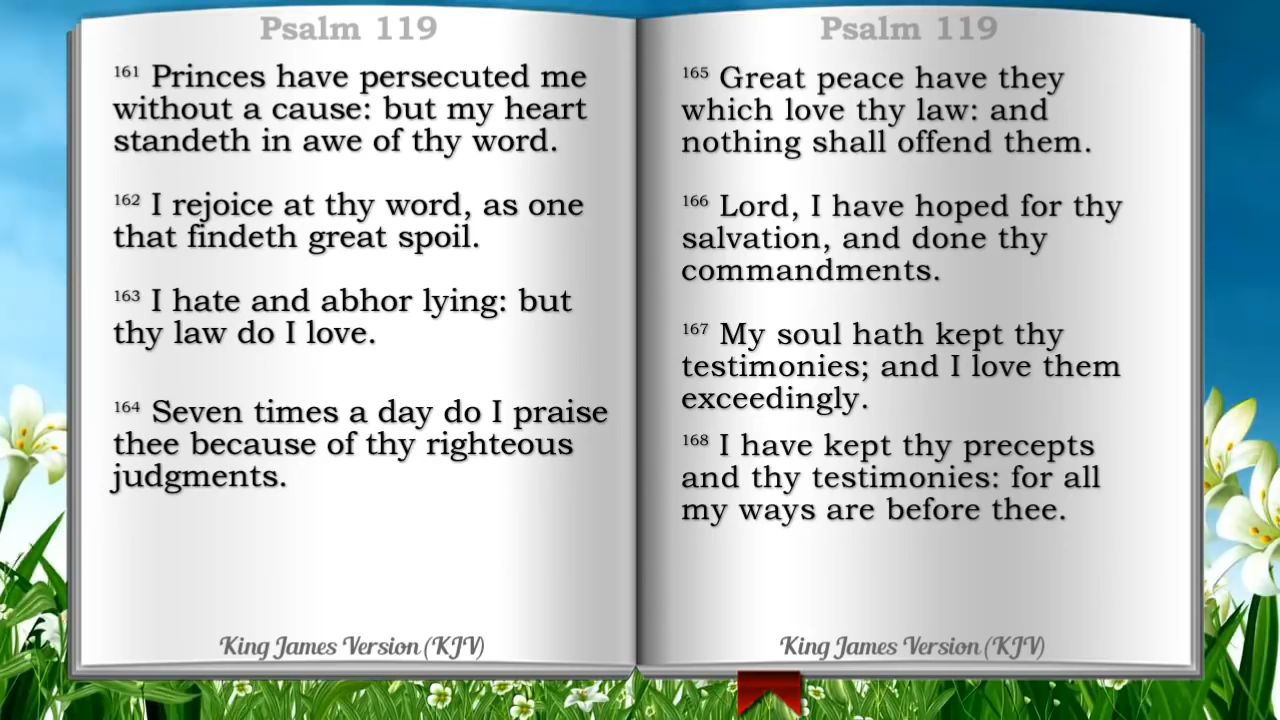 Psalm 119
161 Princes have persecuted me
without a cause: but my heart
standeth in awe of thy word.
162 I rejoice at thy word, as one
that findeth great spoil.
163 I hate and abhor lying: but
thy law do I love.
164 Seven times a day do I praise
thee because of thy righteous
judgments.
King James Version (KJV)
Psalm 119
165 Great peace have they
which love thy law: and
nothing shall offend them.
166 Lord, I have hoped for thy
salvation, and done thy
commandments.
167 My soul hath kept thy
testimonies; and I love them
exceedingly.
168 I have kept thy precepts
and thy testimonies: for all
my ways are before thee.
King James Version (KJV)